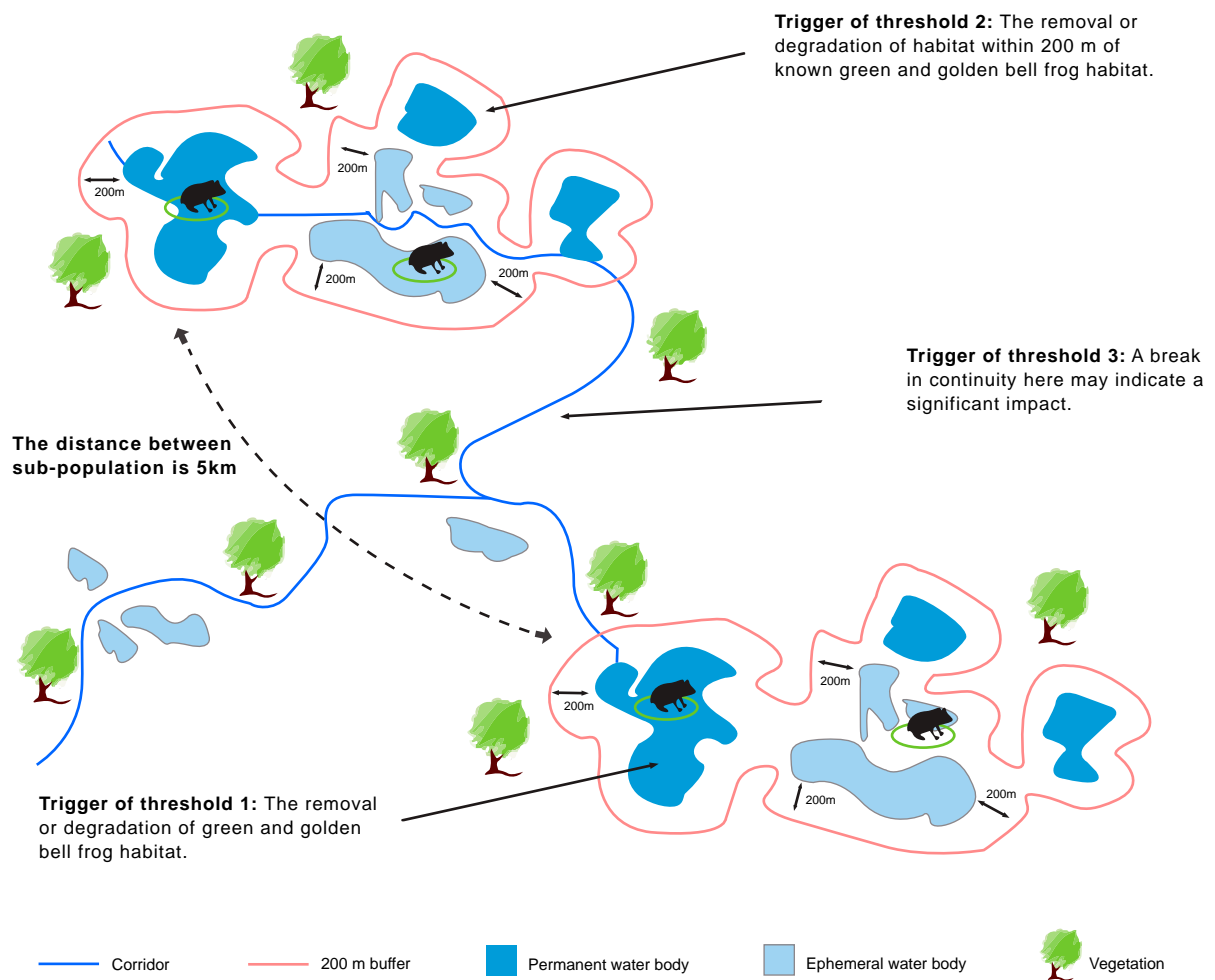 Trigger of threshold 2: The removal or
degradation of habitat within 200 m of
known green and golden bell frog habitat.
200m
200m
200m
200m
Trigger of threshold 3: A break
in continuity here may indicate a
significant impact.
The distance between
sub-population is 5km
200m
200m
200m
200m
Trigger of threshold 1: The removal
or degradation of green and golden
bell frog habitat.
Corridor
200 m buffer
Permanent water body
Ephemeral water body
Vegetation